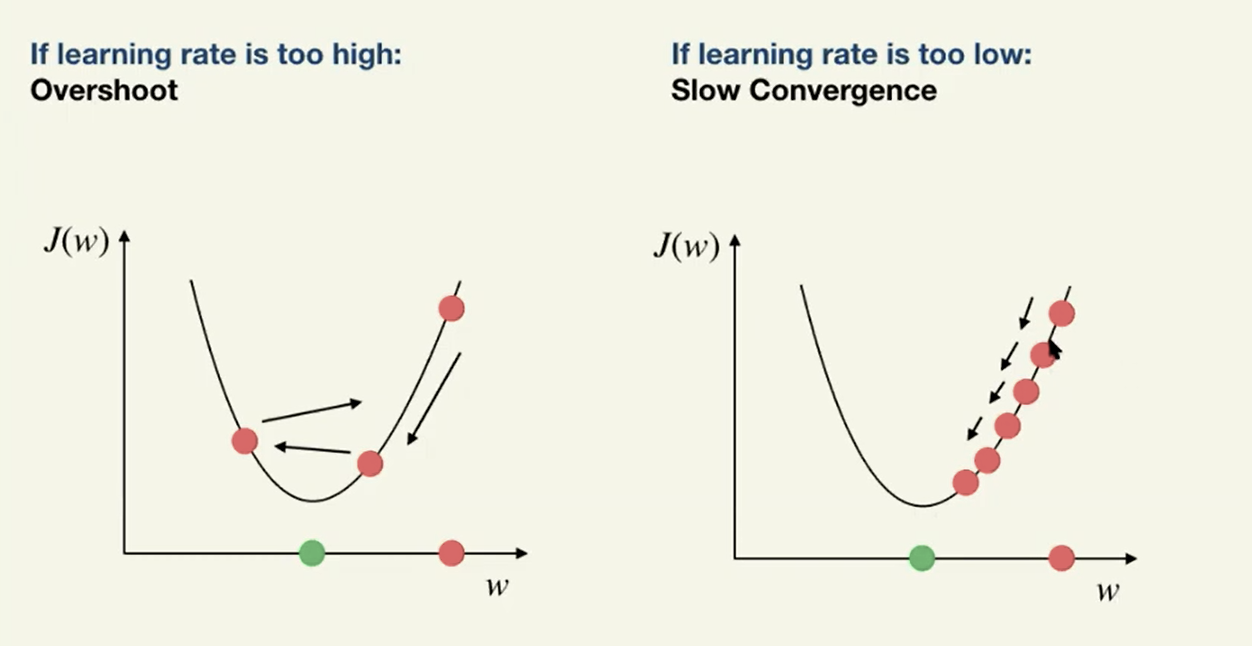 If learning rate is too high:
Overshoot
If learning rate is too low:
Slow Convergence
J(w)
w
J(w)
w